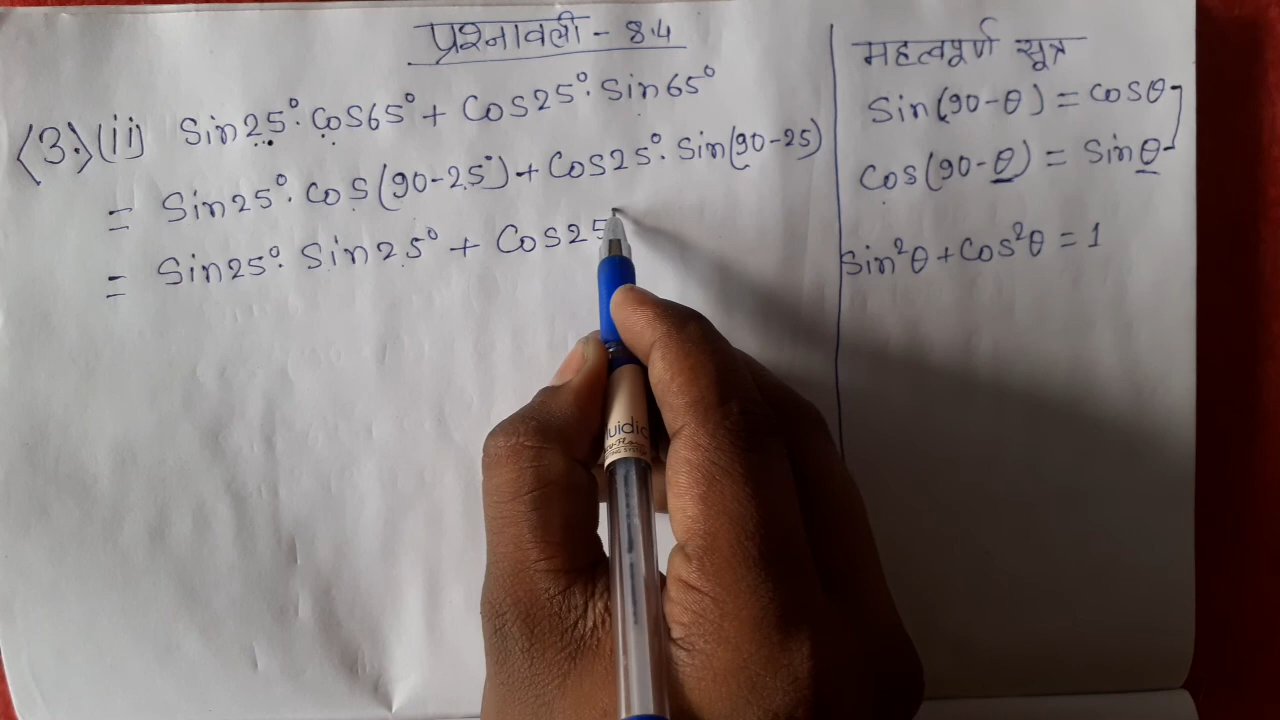 प्रश्नावली - 8.4
(3.)(ii) Sin25°. Cos65° + Cos25°. Sin65°
= Sin25°. Cos(90-25°) + Cos25°. Sin(90-25)
= Sin25°. Sin25° + Cos25
महत्वपूर्ण सूत्र
Sin(90-θ) = Cosθ
Cos(90-θ) = Sinθ
Sin²θ + Cos²θ = 1